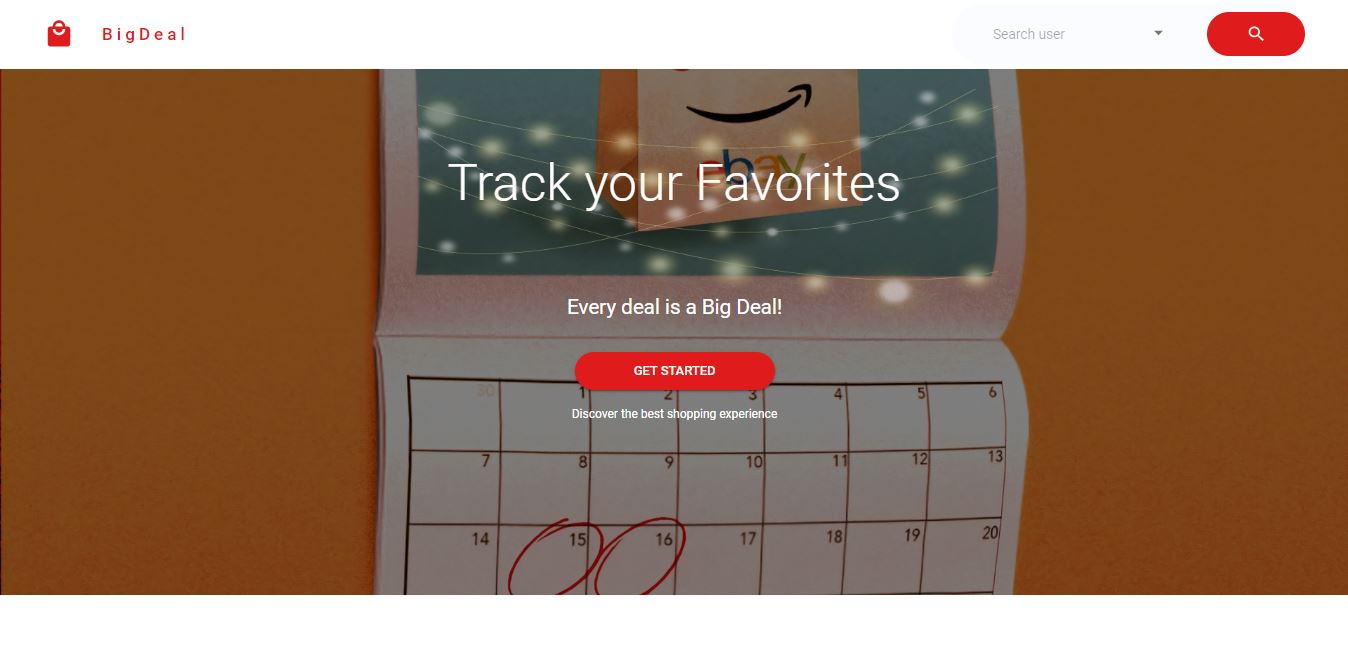 BigDeal
Search user
ebay
Track your Favorites
Every deal is a Big Deal!
GET STARTED
Discover the best shopping experience
30 1 2 3 4 5 6
7 8 9 10 11 12 13
14 15 16 17 18 19 20